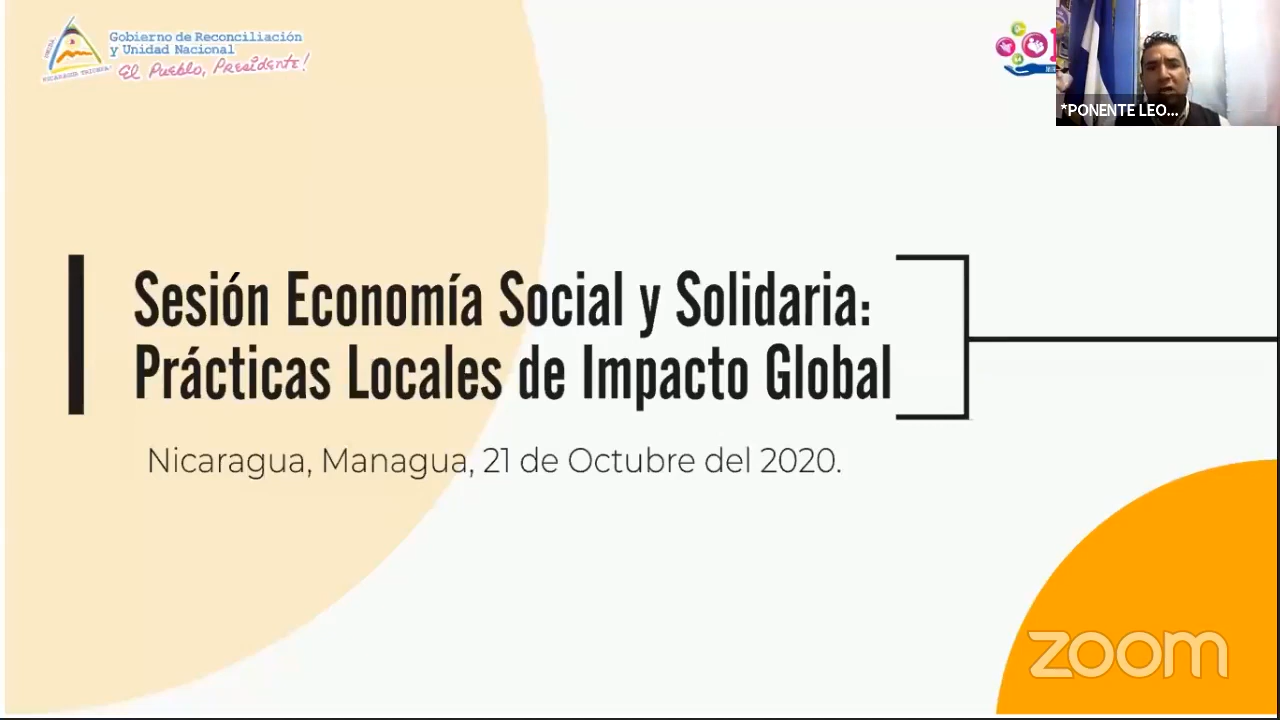 Gobierno de Reconciliación
y Unidad Nacional
El Pueblo, Presidente!
*PONENTE LEO...
Sesión Economía Social y Solidaria:
Prácticas Locales de Impacto Global
Nicaragua, Managua, 21 de Octubre del 2020.
zoom